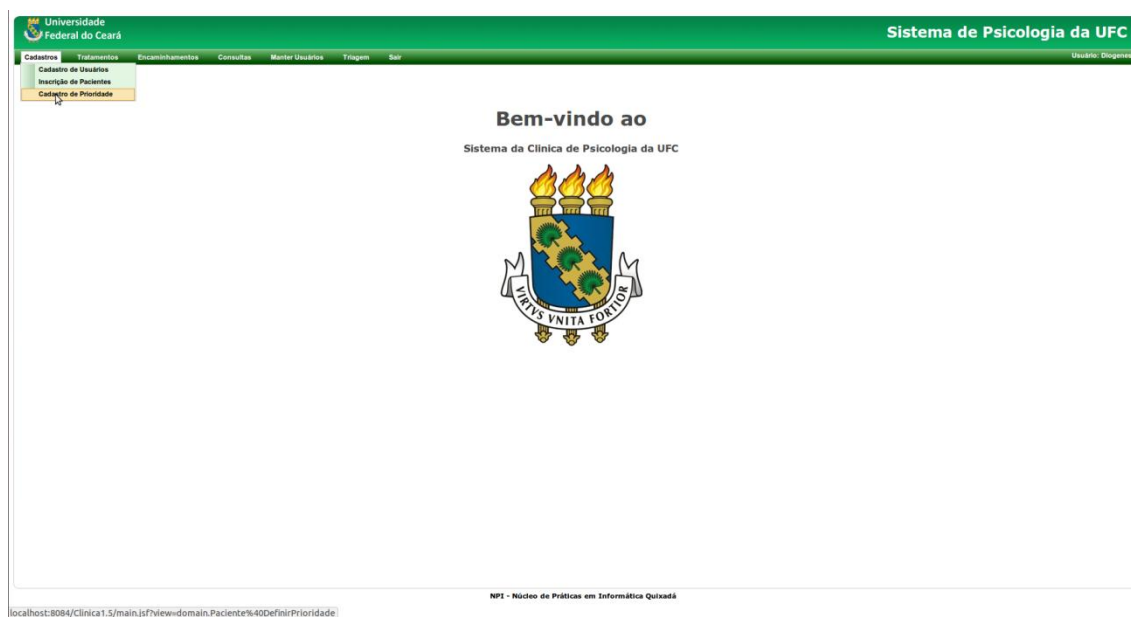 Universidade
Federal do Ceará
Sistema de Psicologia da UFC
Cadastros Tratamentos Encaminhamentos Consultas Manter Usuários Triagem Sair
Usuário: Diogenes
Cadastro de Usuários
Inscrição de Pacientes
Cadastro de Prioridade
Bem-vindo ao
Sistema da Clinica de Psicologia da UFC
VIRTVS VNITA FORTIOR
NPI - Núcleo de Práticas em Informática Quixadá
localhost:8084/Clinica1.5/main.jsf?view=domain.Paciente%40DefinirPrioridade